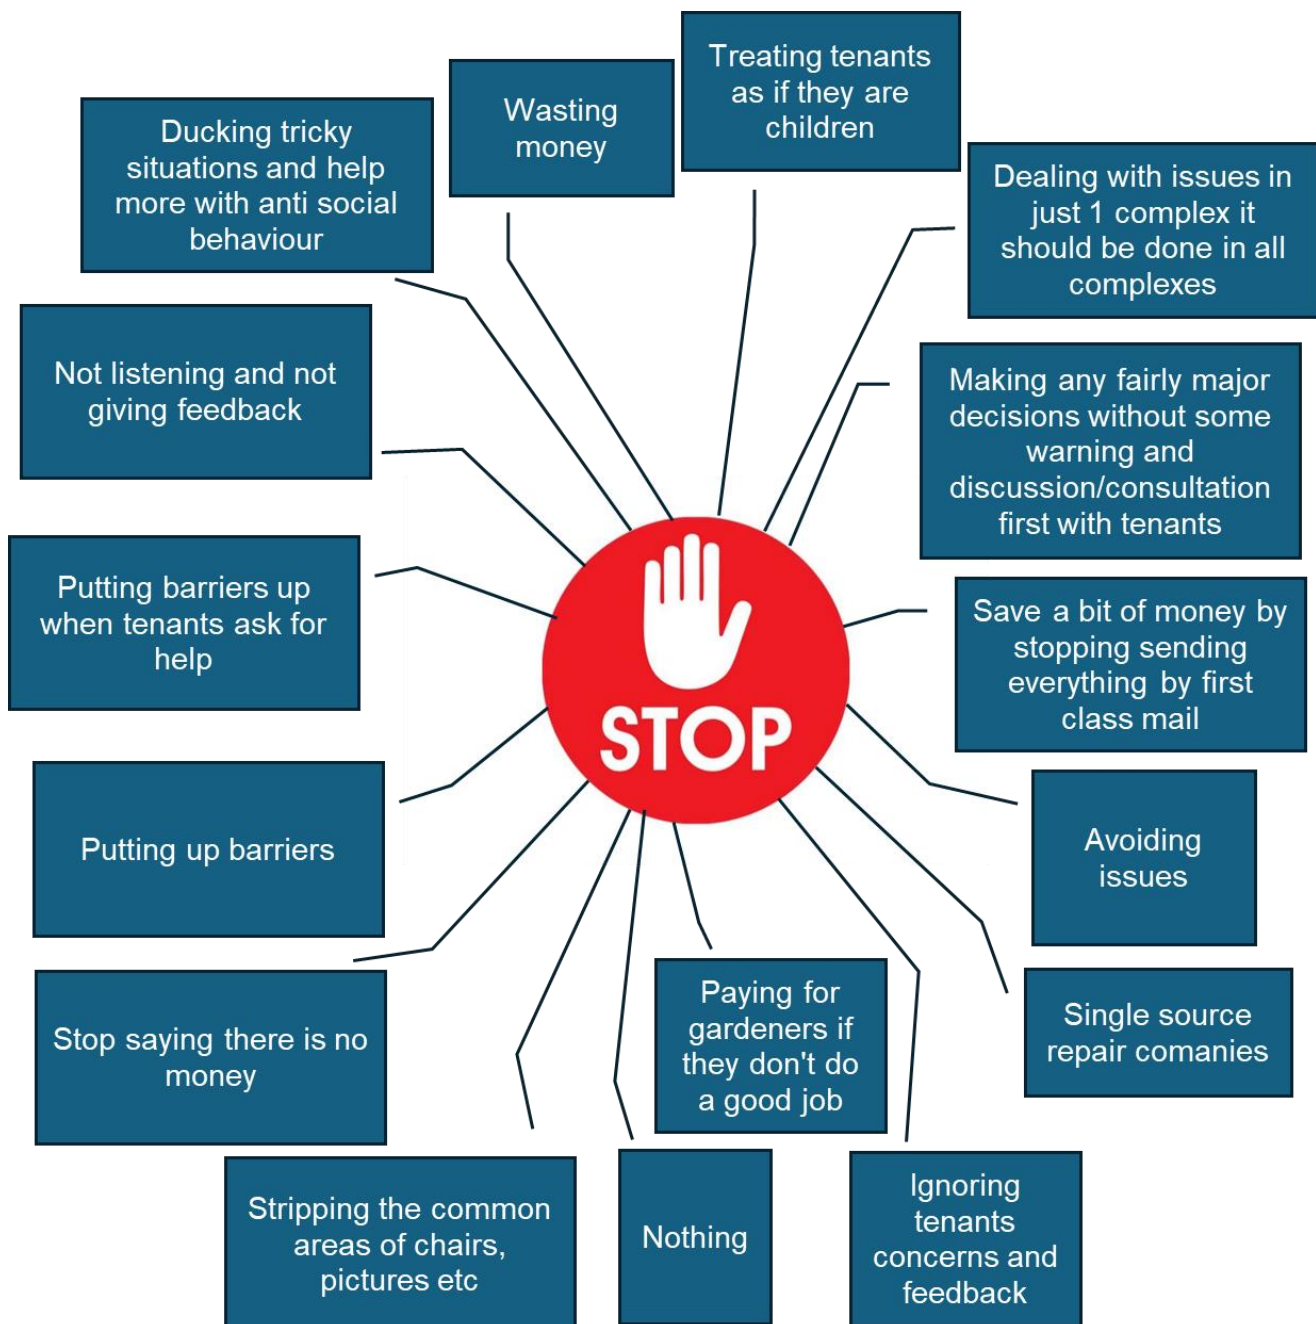 Treating tenants
as if they are
children
Wasting
money
Ducking tricky
situations and help
more with anti social
behaviour
Dealing with issues in
just 1 complex it
should be done in all
complexes
Not listening and not
giving feedback
Making any fairly major
decisions without some
warning and
discussion/consultation
first with tenants
Putting barriers up
when tenants ask for
help
Save a bit of money by
stopping sending
everything by first
class mail
STOP
Putting up barriers
Avoiding
issues
Stop saying there is no
money
Paying for
gardeners if
they don't do
a good job
Single source
repair comanies
Stripping the common
areas of chairs,
pictures etc
Nothing
Ignoring
tenants
concerns and
feedback